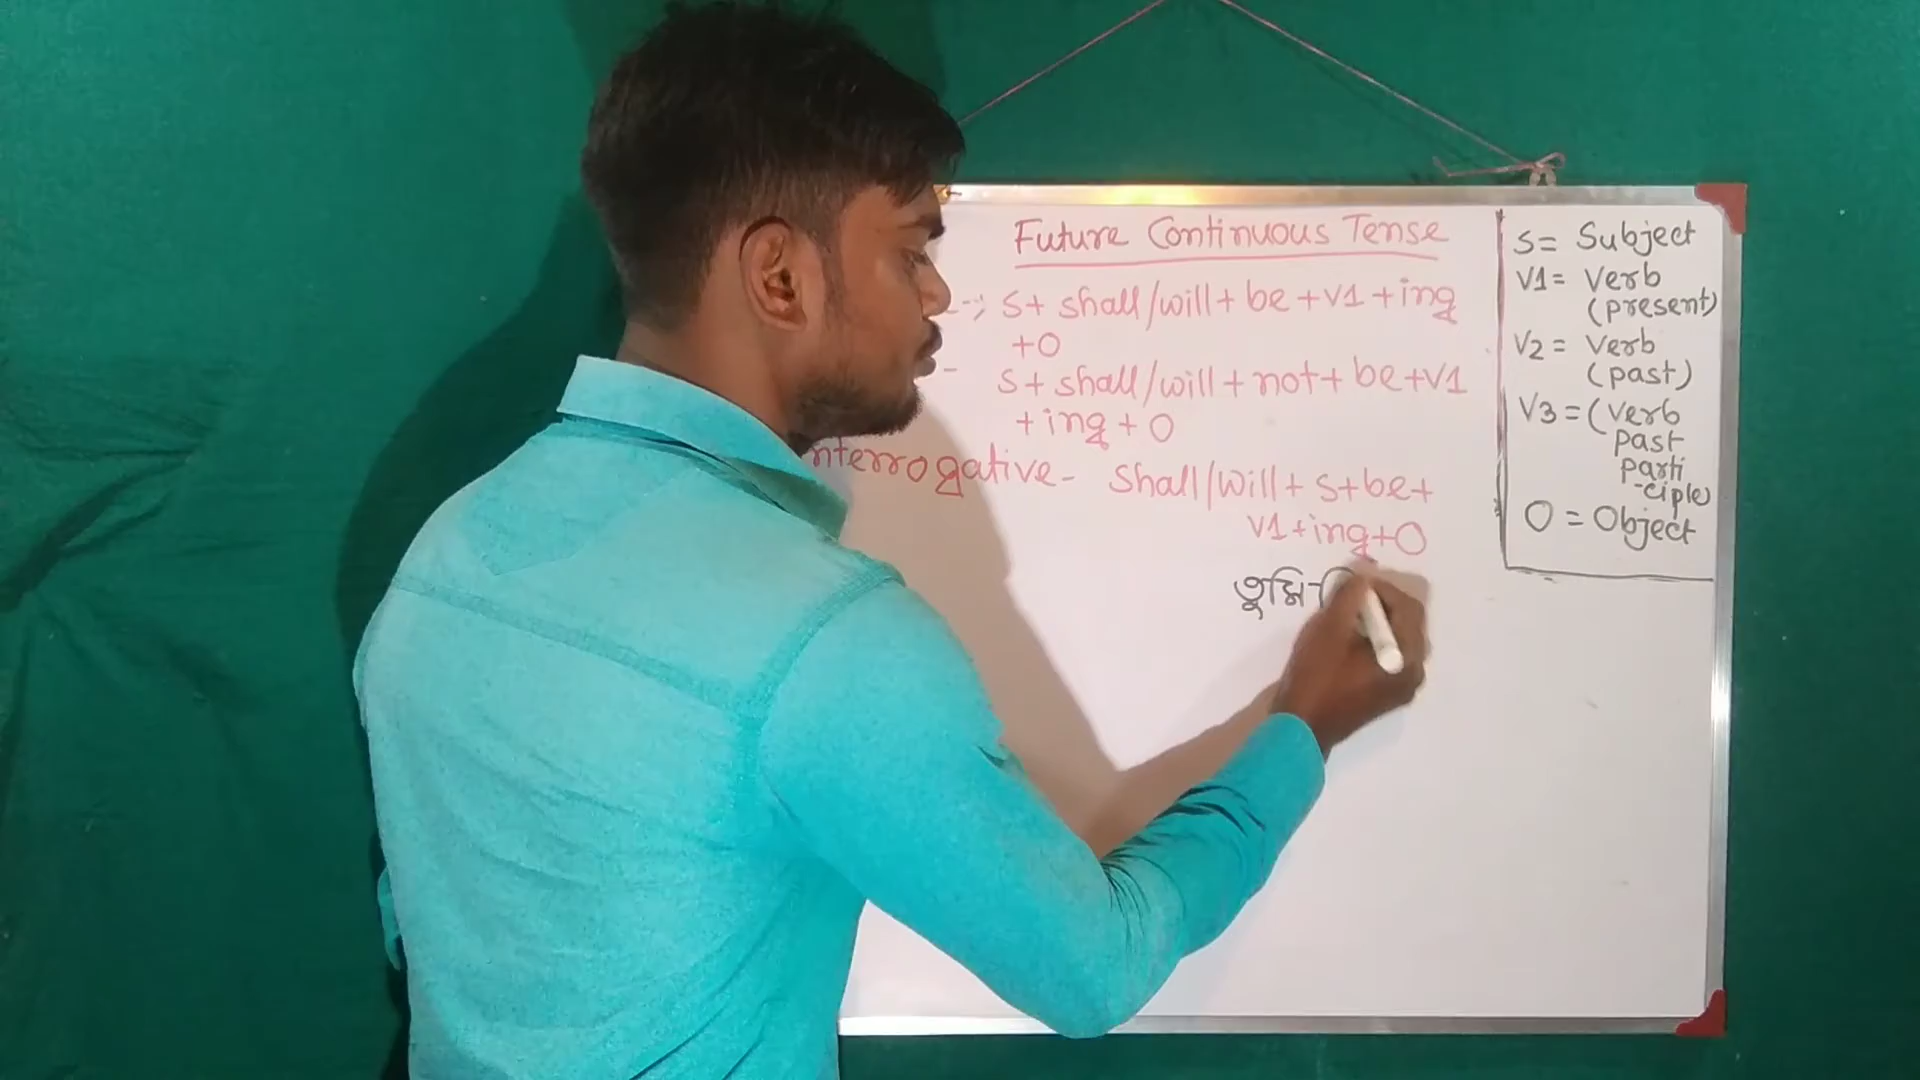 Future Continuous Tense
-:; S+ shall/will + be +V1 +ing
+O
- S+ shall/will + not + be+V1
+ ing + O
nterrogative- Shall/Will + S+be+
V1+ing+O
তুমি
S= Subject
V1= Verb
(present)
V2= Verb
(past)
V3=(Verb
past
parti
-ciple)
O = Object